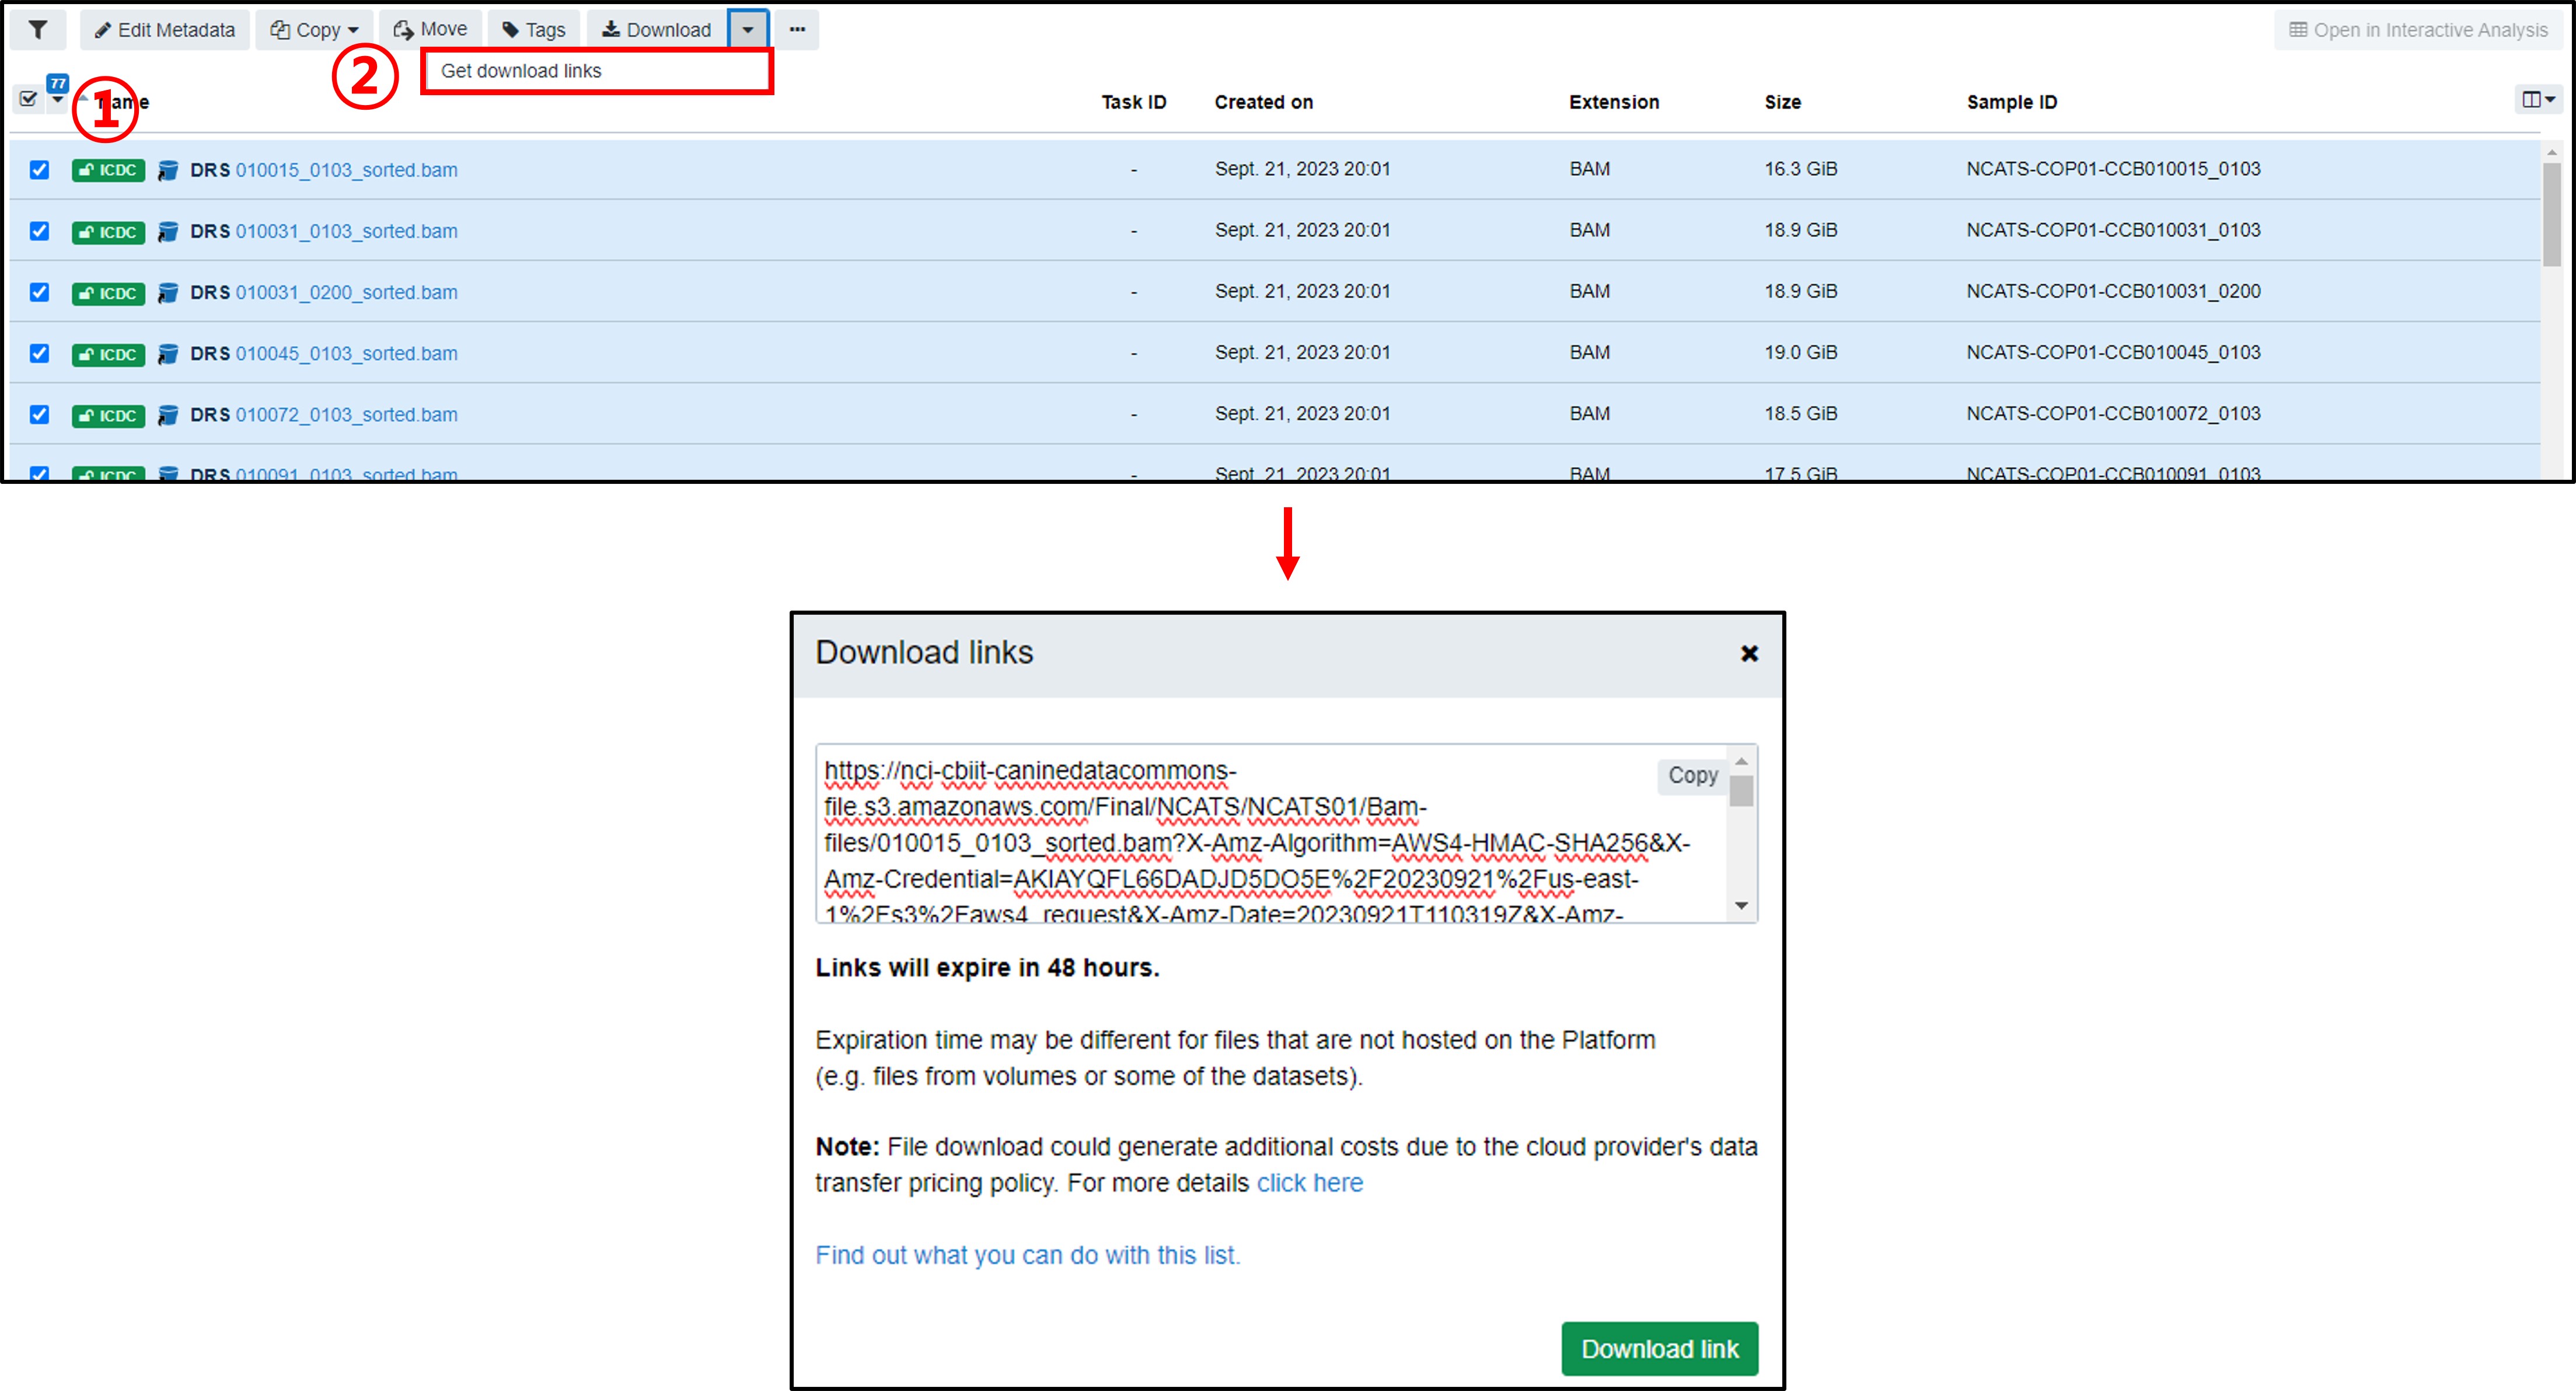 Edit Metadata Copy Move Tags Download ... Open in Interactive Analysis
② Get download links
77
① Name Task ID Created on Extension Size Sample ID
ICDC DRS 010015_0103_sorted.bam - Sept. 21, 2023 20:01 BAM 16.3 GiB NCATS-COP01-CCB010015_0103
ICDC DRS 010031_0103_sorted.bam - Sept. 21, 2023 20:01 BAM 18.9 GiB NCATS-COP01-CCB010031_0103
ICDC DRS 010031_0200_sorted.bam - Sept. 21, 2023 20:01 BAM 18.9 GiB NCATS-COP01-CCB010031_0200
ICDC DRS 010045_0103_sorted.bam - Sept. 21, 2023 20:01 BAM 19.0 GiB NCATS-COP01-CCB010045_0103
ICDC DRS 010072_0103_sorted.bam - Sept. 21, 2023 20:01 BAM 18.5 GiB NCATS-COP01-CCB010072_0103
ICDC DRS 010091_0103_sorted.bam - Sept. 21, 2023 20:01 BAM 17.5 GiB NCATS-COP01-CCB010091_0103
Download links
https://nci-cbiit-caninedatacommons-
Copy
file.s3.amazonaws.com/Final/NCATS/NCATS01/Bam-
files/010015_0103_sorted.bam?X-Amz-Algorithm=AWS4-HMAC-SHA256&X-
Amz-Credential=AKIAYQFL66DADJD5DO5E%2F20230921%2Fus-east-
1%2Fs3%2Faws4_request&X-Amz-Date=20230921T110319Z&X-Amz-
Links will expire in 48 hours.
Expiration time may be different for files that are not hosted on the Platform
(e.g. files from volumes or some of the datasets).
Note: File download could generate additional costs due to the cloud provider's data
transfer pricing policy. For more details click here
Find out what you can do with this list.
Download link